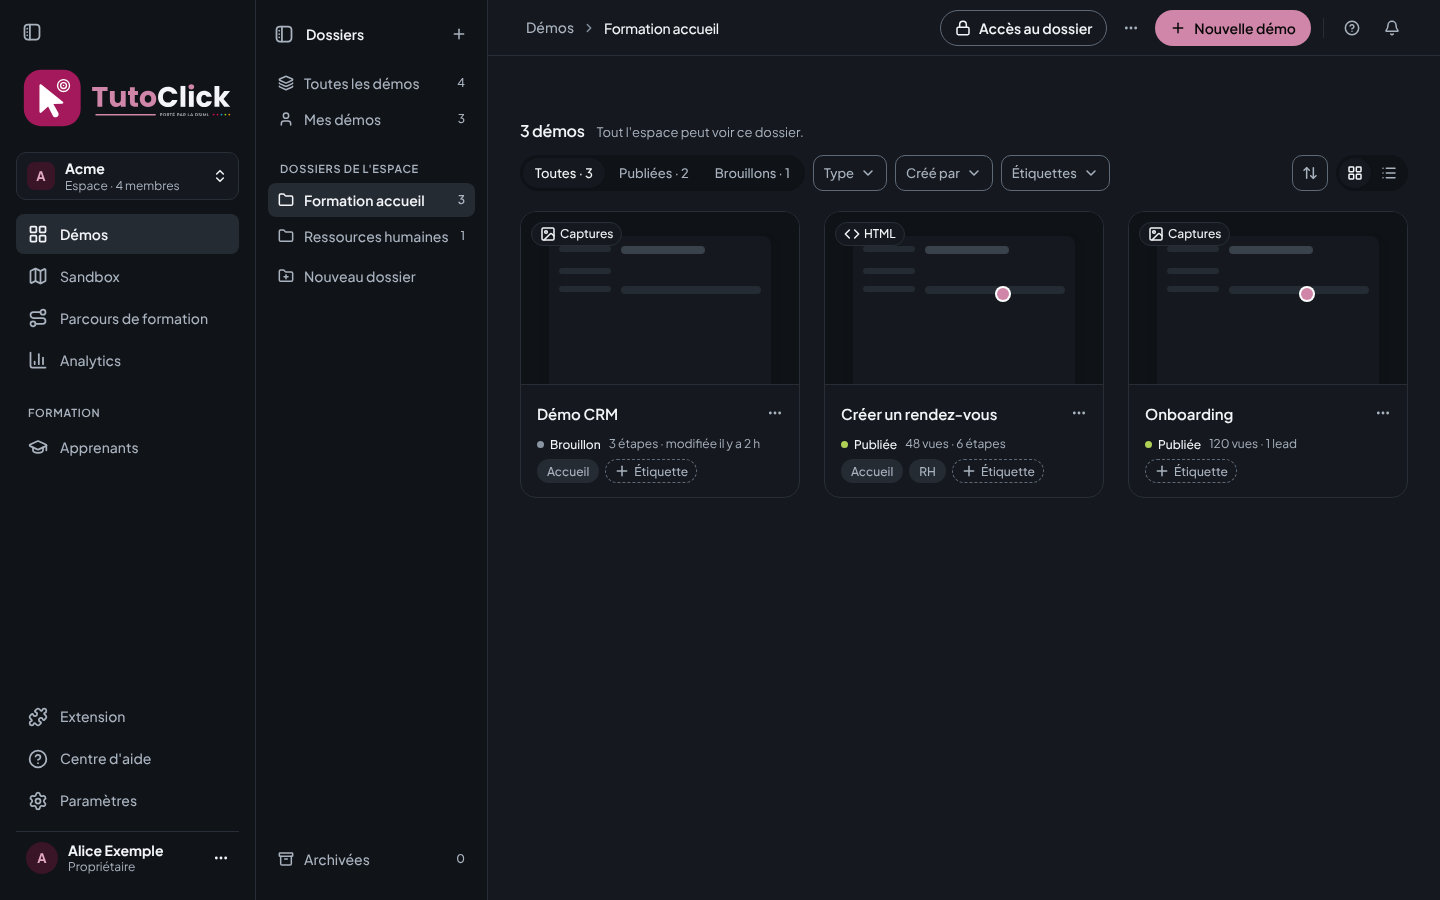 TutoClick
PORTÉ PAR LA DSIML
Acme
Espace · 4 membres
Démos
Sandbox
Parcours de formation
Analytics
FORMATION
Apprenants
Extension
Centre d'aide
Paramètres
A
Alice Exemple
Propriétaire
Dossiers
Toutes les démos 4
Mes démos 3
DOSSIERS DE L'ESPACE
Formation accueil 3
Ressources humaines 1
Nouveau dossier
Archivées 0
Démos > Formation accueil
Accès au dossier
Nouvelle démo
3 démos Tout l'espace peut voir ce dossier.
Toutes · 3 Publiées · 2 Brouillons · 1 Type Créé par Étiquettes
Captures
Démo CRM
Brouillon 3 étapes · modifiée il y a 2 h
Accueil + Étiquette
HTML
Créer un rendez-vous
Publiée 48 vues · 6 étapes
Accueil RH + Étiquette
Captures
Onboarding
Publiée 120 vues · 1 lead
+ Étiquette